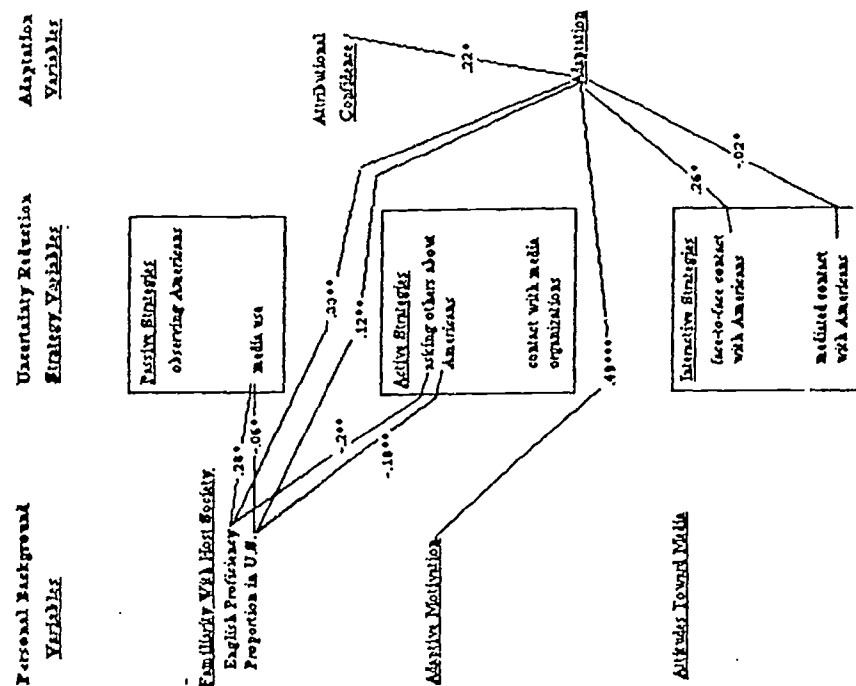 Personal Background
Variables
Uncertainty Reduction
Strategy Variables
Adaptation
Variables
Familiarity With Host Society
English Proficiency
Proportion in U.S.
Adaptive Motivation
Attitudes Toward Media
.28*
-.06*
-.2**
-.18**
.12**
.49***
Passive Strategies
observing Americans
media use
Active Strategies
asking others about
Americans
contact with media
organizations
Interactive Strategies
face-to-face contact
with Americans
mediated contact
with Americans
.26*
-.02*
Attributional
Confidence
.22*
Adaptation